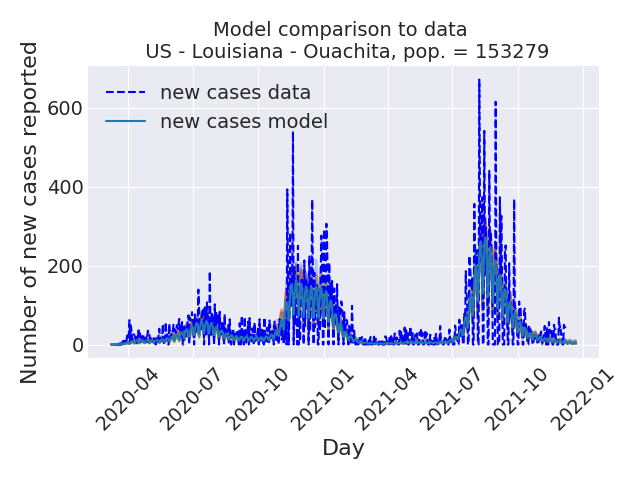 Model comparison to data
US - Louisiana - Ouachita, pop. = 153279
Number of new cases reported
600
400
200
0
new cases data
new cases model
2020-04
2020-07
2020-10
2021-01
2021-04
2021-07
2021-10
2022-01
Day